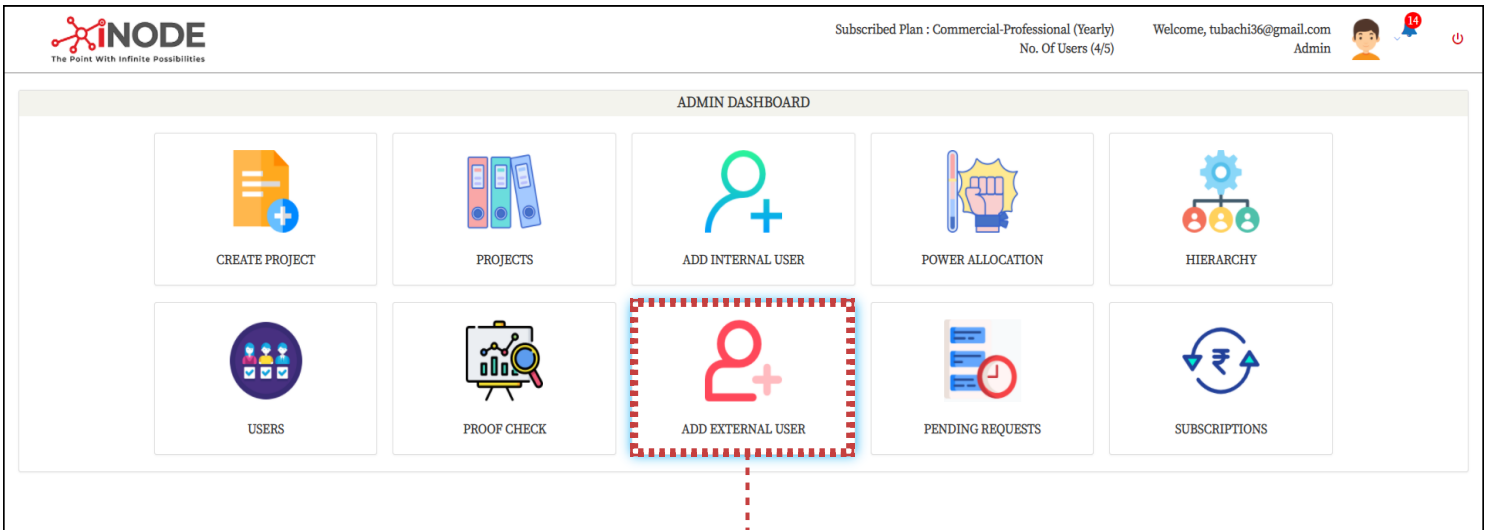 iNODE
The Point With Infinite Possibilities
Subscribed Plan : Commercial-Professional (Yearly)
No. Of Users (4/5)
Welcome, tubachi36@gmail.com
Admin
14
ADMIN DASHBOARD
CREATE PROJECT
PROJECTS
ADD INTERNAL USER
POWER ALLOCATION
HIERARCHY
USERS
PROOF CHECK
ADD EXTERNAL USER
PENDING REQUESTS
₹
SUBSCRIPTIONS